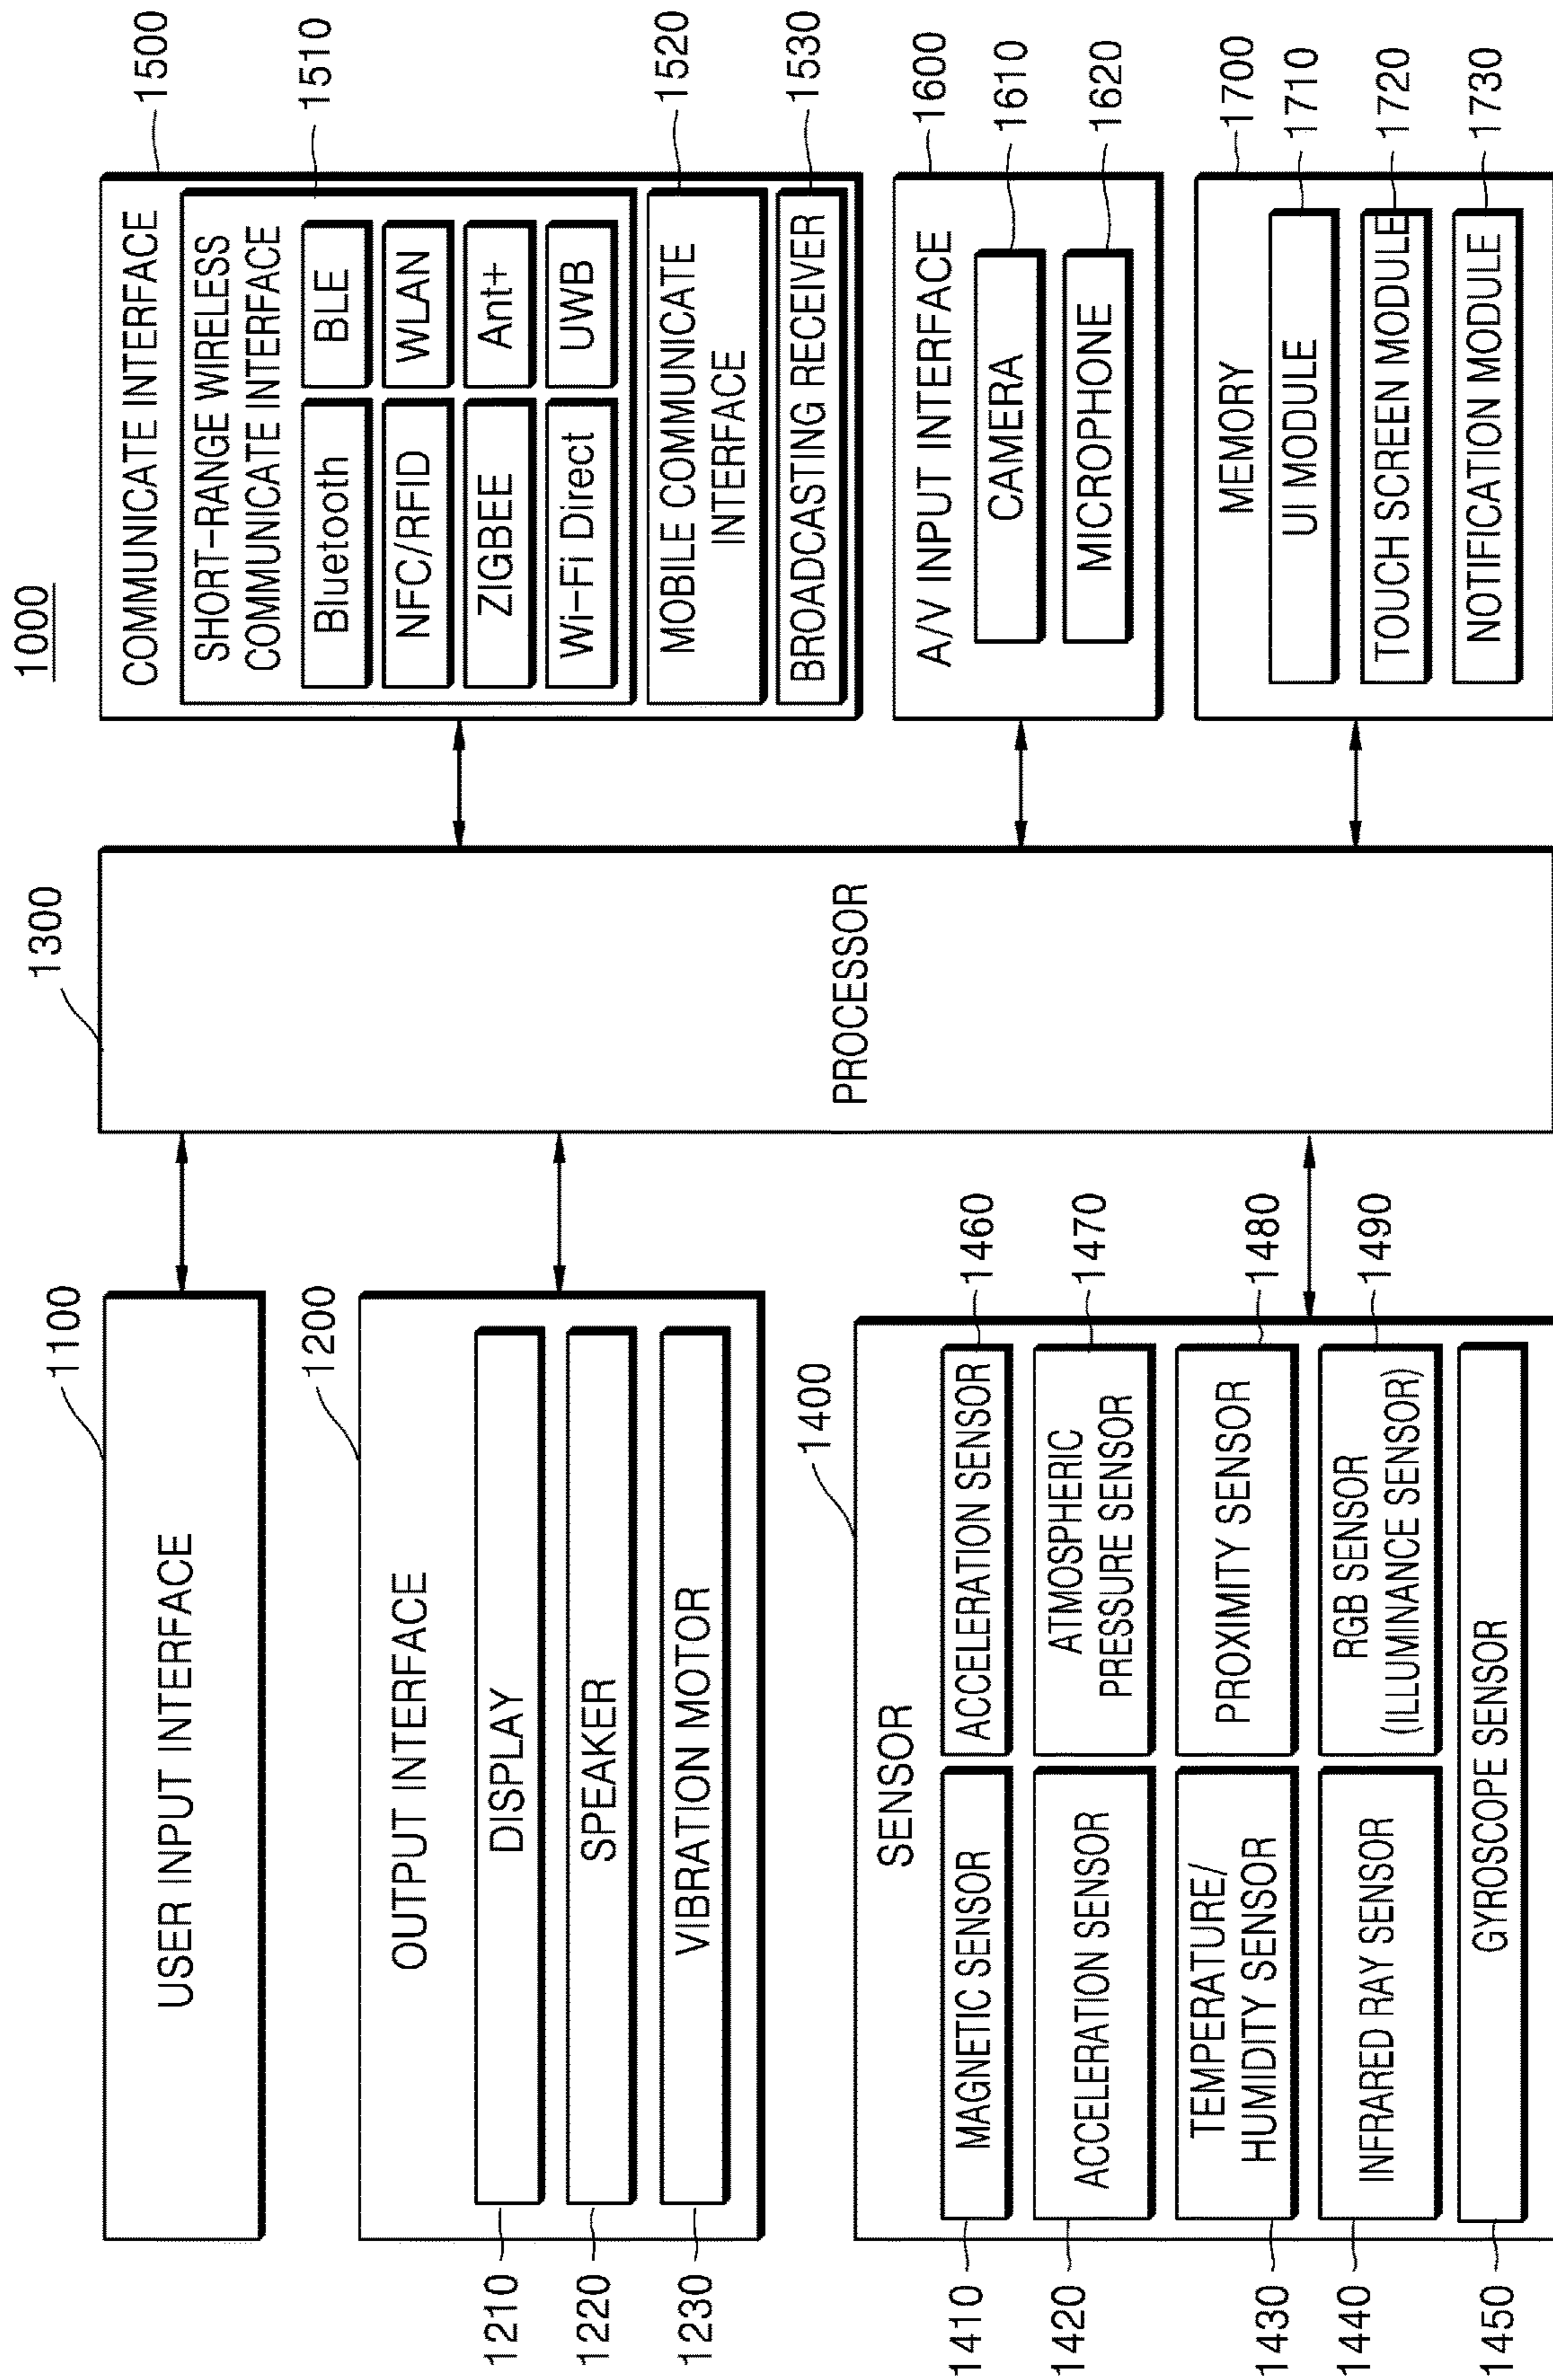 1000
1100
USER INPUT INTERFACE
1200
OUTPUT INTERFACE
1210
DISPLAY
1220
SPEAKER
1230
VIBRATION MOTOR
1400
SENSOR
1410
MAGNETIC SENSOR
ACCELERATION SENSOR
1460
1420
ACCELERATION SENSOR
ATMOSPHERIC
PRESSURE SENSOR
1470
1430
TEMPERATURE/
HUMIDITY SENSOR
PROXIMITY SENSOR
1480
1440
INFRARED RAY SENSOR
RGB SENSOR
(ILLUMINANCE SENSOR)
1490
1450
GYROSCOPE SENSOR
1300
PROCESSOR
1500
COMMUNICATE INTERFACE
1510
SHORT-RANGE WIRELESS
COMMUNICATE INTERFACE
Bluetooth
BLE
NFC/RFID
WLAN
ZIGBEE
Ant+
Wi-Fi Direct
UWB
1520
MOBILE COMMUNICATE
INTERFACE
1530
BROADCASTING RECEIVER
1600
A/V INPUT INTERFACE
1610
CAMERA
1620
MICROPHONE
1700
MEMORY
1710
UI MODULE
1720
TOUCH SCREEN MODULE
1730
NOTIFICATION MODULE